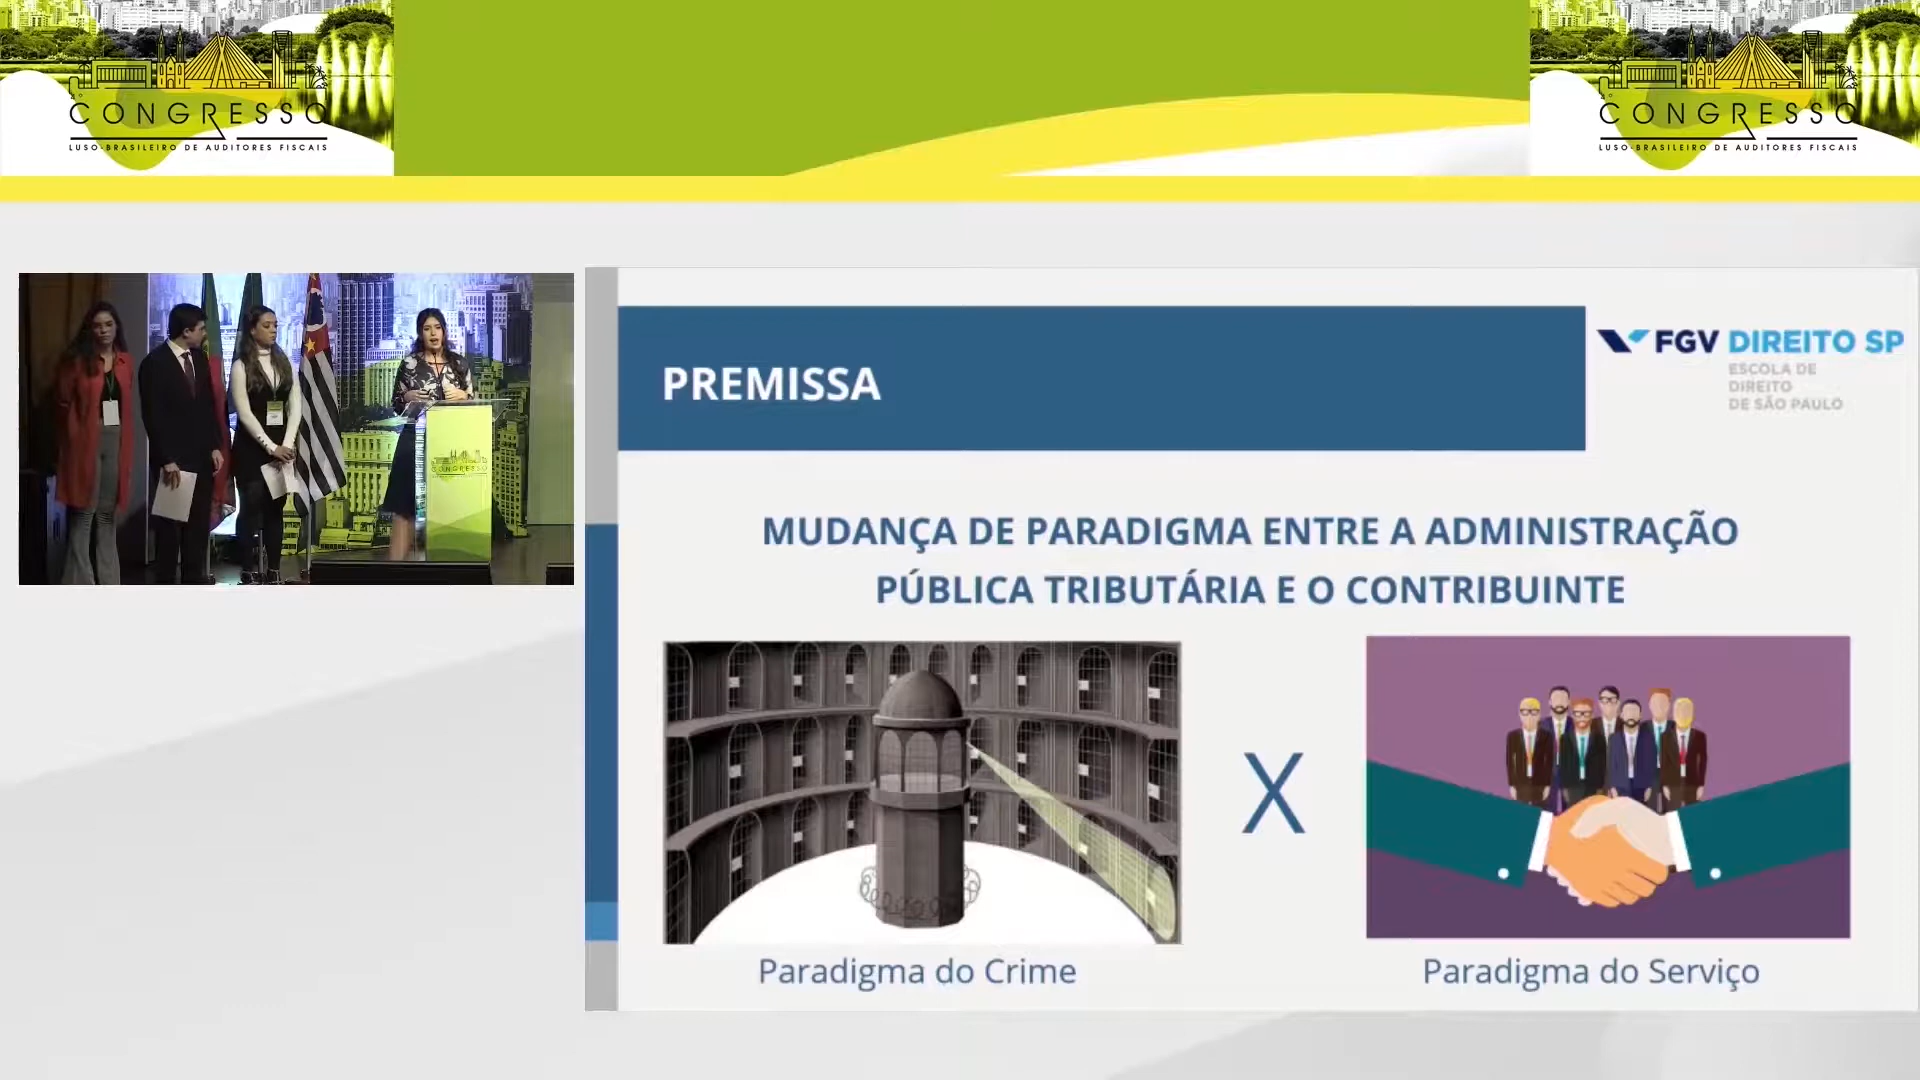 CONGRESSO
LUSO-BRASILEIRO DE AUDITORES FISCAIS
CONGRESSO
LUSO-BRASILEIRO DE AUDITORES FISCAIS
CONGRESSO
PREMISSA
FGV DIREITO SP
ESCOLA DE
DIREITO
DE SÃO PAULO
MUDANÇA DE PARADIGMA ENTRE A ADMINISTRAÇÃO
PÚBLICA TRIBUTÁRIA E O CONTRIBUINTE
X
Paradigma do Crime
Paradigma do Serviço